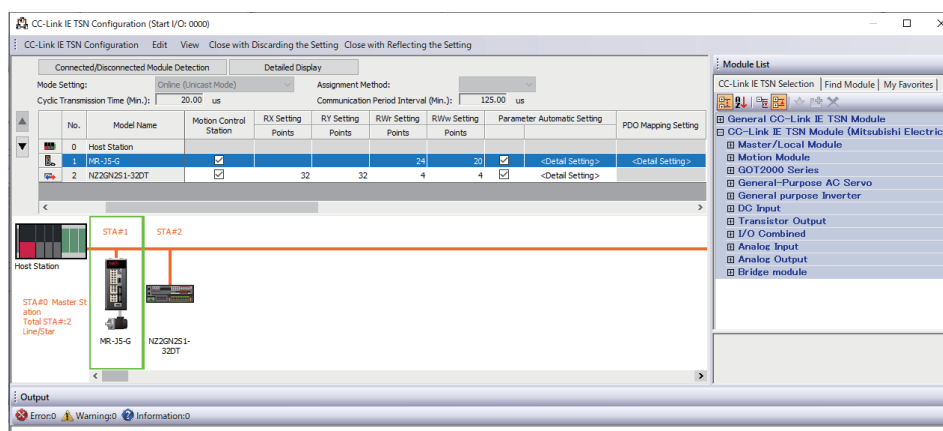 CC-Link IE TSN Configuration (Start I/O: 0000)
CC-Link IE TSN Configuration Edit View Close with Discarding the Setting Close with Reflecting the Setting
Connected/Disconnected Module Detection Detailed Display
Mode Setting: Online (Unicast Mode) Assignment Method:
Cyclic Transmission Time (Min.): 20.00 us Communication Period Interval (Min.): 125.00 us
No. Model Name Motion Control Station RX Setting RY Setting RWr Setting RWw Setting Parameter Automatic Setting PDO Mapping Setting
Points Points Points Points
0 Host Station
1 MR-J5-G 24 20 <Detail Setting> <Detail Setting>
2 NZ2GN2S1-32DT 32 32 4 4 <Detail Setting>
STA#1 STA#2
Host Station
STA#0 Master St
ation
Total STA#:2
Line/Star
MR-J5-G NZ2GN2S1-
32DT
Module List
CC-Link IE TSN Selection Find Module My Favorites
General CC-Link IE TSN Module
CC-Link IE TSN Module (Mitsubishi Electric
Master/Local Module
Motion Module
GOT2000 Series
General-Purpose AC Servo
General purpose Inverter
DC Input
Transistor Output
I/O Combined
Analog Input
Analog Output
Bridge module
Output
Error:0 Warning:0 Information:0